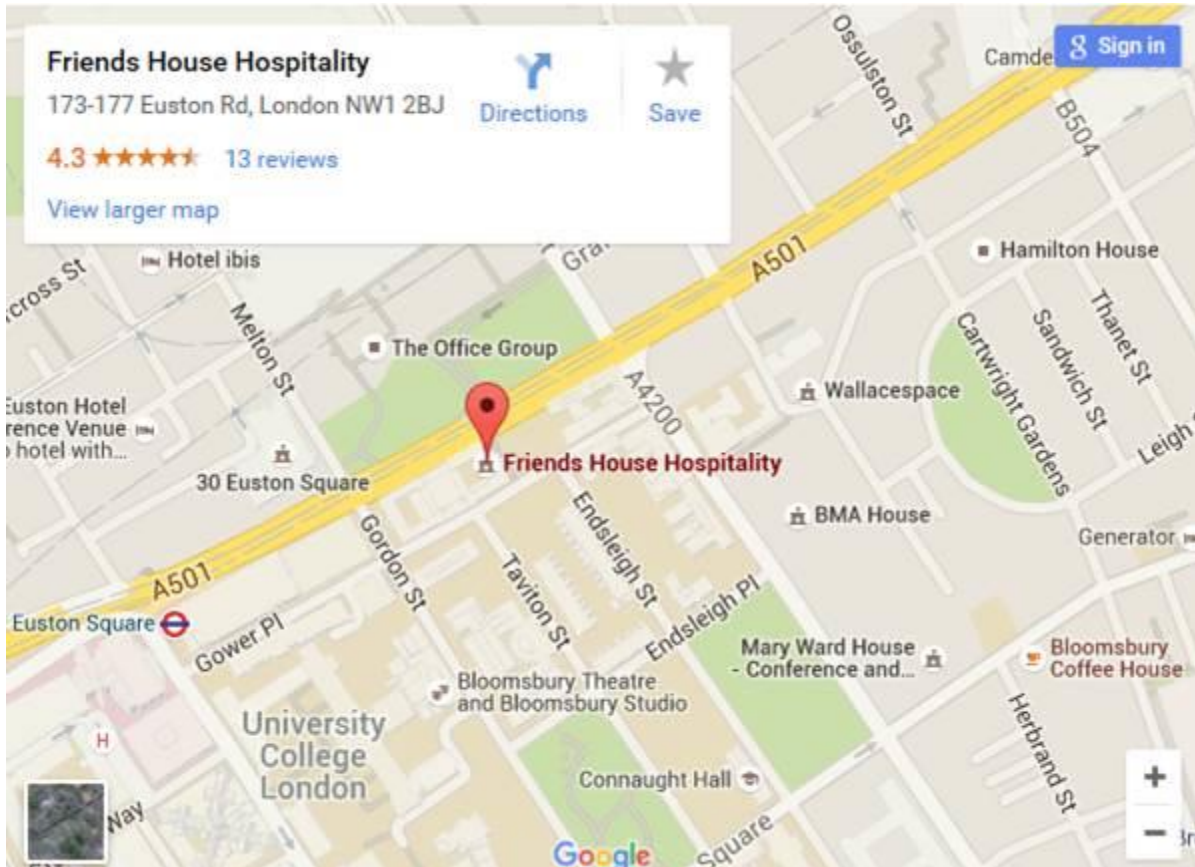 Friends House Hospitality
173-177 Euston Rd, London NW1 2BJ
4.3
13 reviews
View larger map
Directions
Save
Sign in
Camde
Ossulston St
B504
A501
Gra
Hamilton House
Hotel ibis
rcross St
Melton St
The Office Group
A4200
Wallacespace
Cartwright Gardens
Sandwich St
Thanet St
Leigh
Euston Hotel
rence Venue
o hotel with...
30 Euston Square
Friends House Hospitality
BMA House
Generator
Gordon St
Endsleigh St
Taviton St
A501
Euston Square
Gower Pl
Endsleigh Pl
Mary Ward House
- Conference and...
Bloomsbury
Coffee House
Bloomsbury Theatre
and Bloomsbury Studio
University
College
London
H
Herbrand St
Connaught Hall
Way
Square
Google
+
−